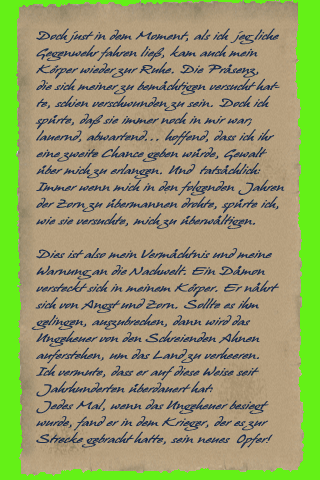 Doch just in dem Moment, als ich jegliche
Gegenwehr fahren ließ, kam auch mein
Körper wieder zur Ruhe. Die Präsenz,
die sich meiner zu bemächtigen versucht hat-
te, schien verschwunden zu sein. Doch ich
spürte, daß sie immer noch in mir war,
lauernd, abwartend... hoffend, dass ich ihr
eine zweite Chance geben würde, Gewalt
über mich zu erlangen. Und tatsächlich:
Immer wenn mich in den folgenden Jahren
der Zorn zu übermannen drohte, spürte ich,
wie sie versuchte, mich zu überwältigen.
Dies ist also mein Vermächtnis und meine
Warnung an die Nachwelt. Ein Dämon
versteckt sich in meinem Körper. Er nährt
sich von Angst und Zorn. Sollte es ihm
gelingen, auszubrechen, dann wird das
Ungeheuer von den Schreienden Ahnen
auferstehen, um das Land zu verheeren.
Ich vermute, dass er auf diese Weise seit
Jahrhunderten überdauert hat:
Jedes Mal, wenn das Ungeheuer besiegt
wurde, fand er in dem Krieger, der es zur
Strecke gebracht hatte, sein neues Opfer!